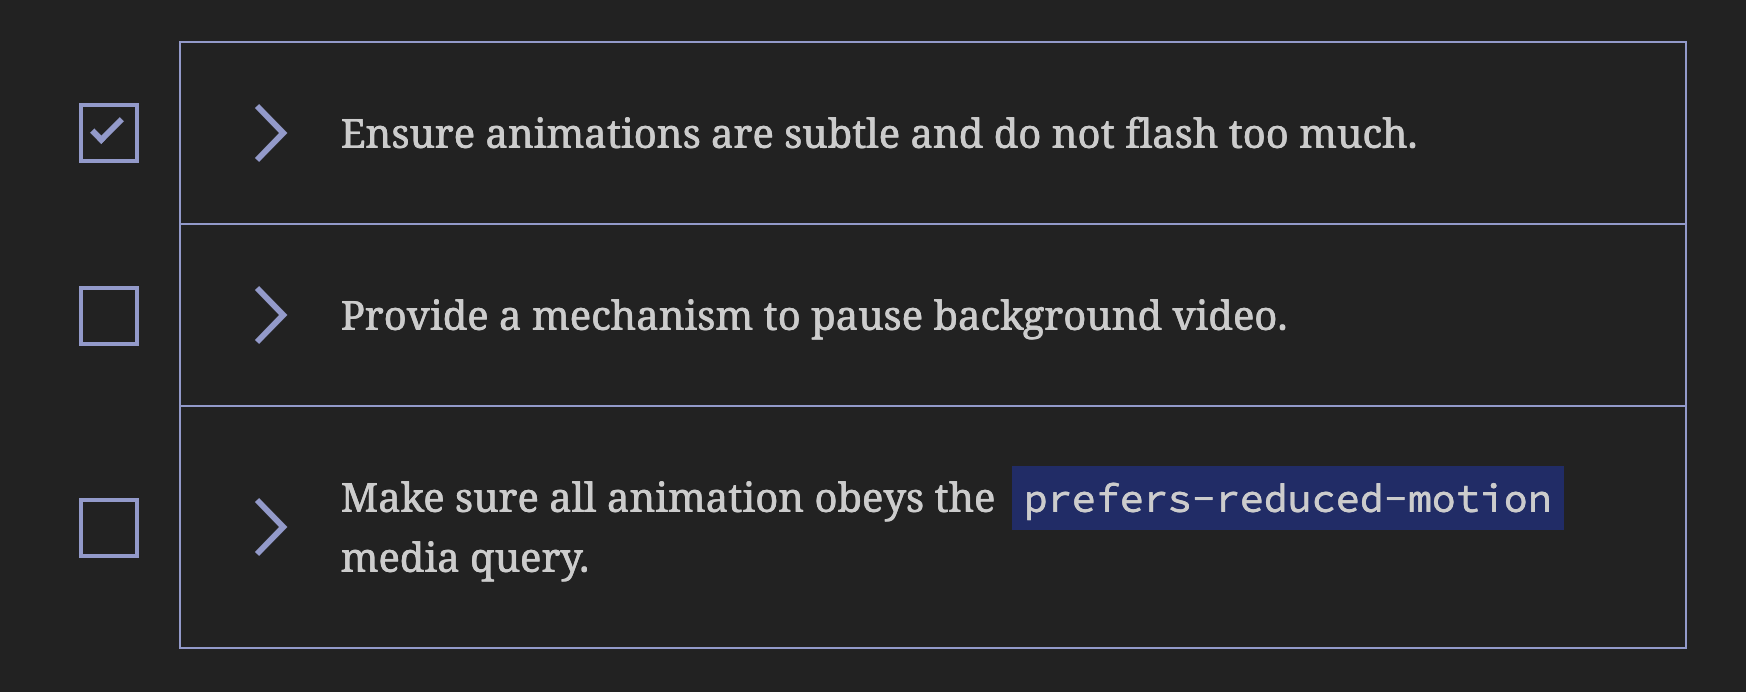 Ensure animations are subtle and do not flash too much.
Provide a mechanism to pause background video.
Make sure all animation obeys the prefers-reduced-motion
media query.